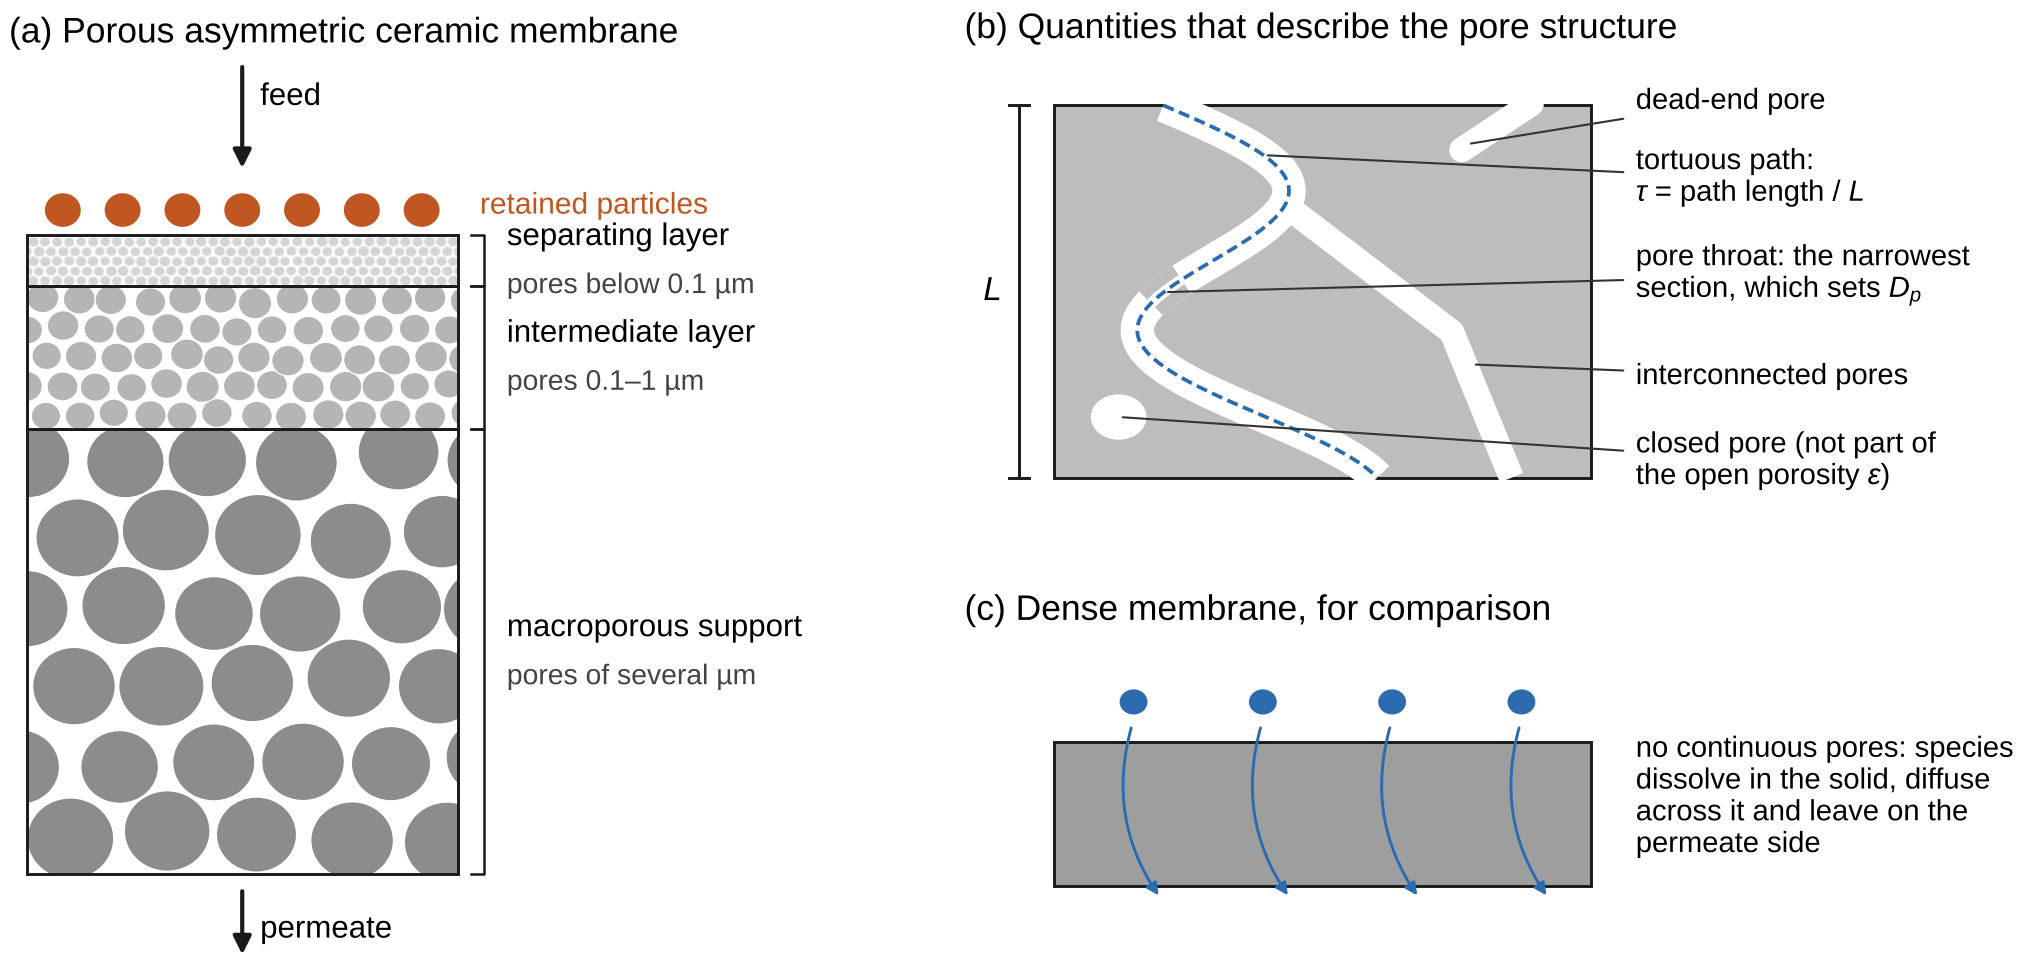 (a) Porous asymmetric ceramic membrane
feed
retained particles
separating layer
pores below 0.1 µm
intermediate layer
pores 0.1–1 µm
macroporous support
pores of several µm
permeate
(b) Quantities that describe the pore structure
L
dead-end pore
tortuous path:
τ = path length / L
pore throat: the narrowest
section, which sets Dp
interconnected pores
closed pore (not part of
the open porosity ε)
(c) Dense membrane, for comparison
no continuous pores: species
dissolve in the solid, diffuse
across it and leave on the
permeate side